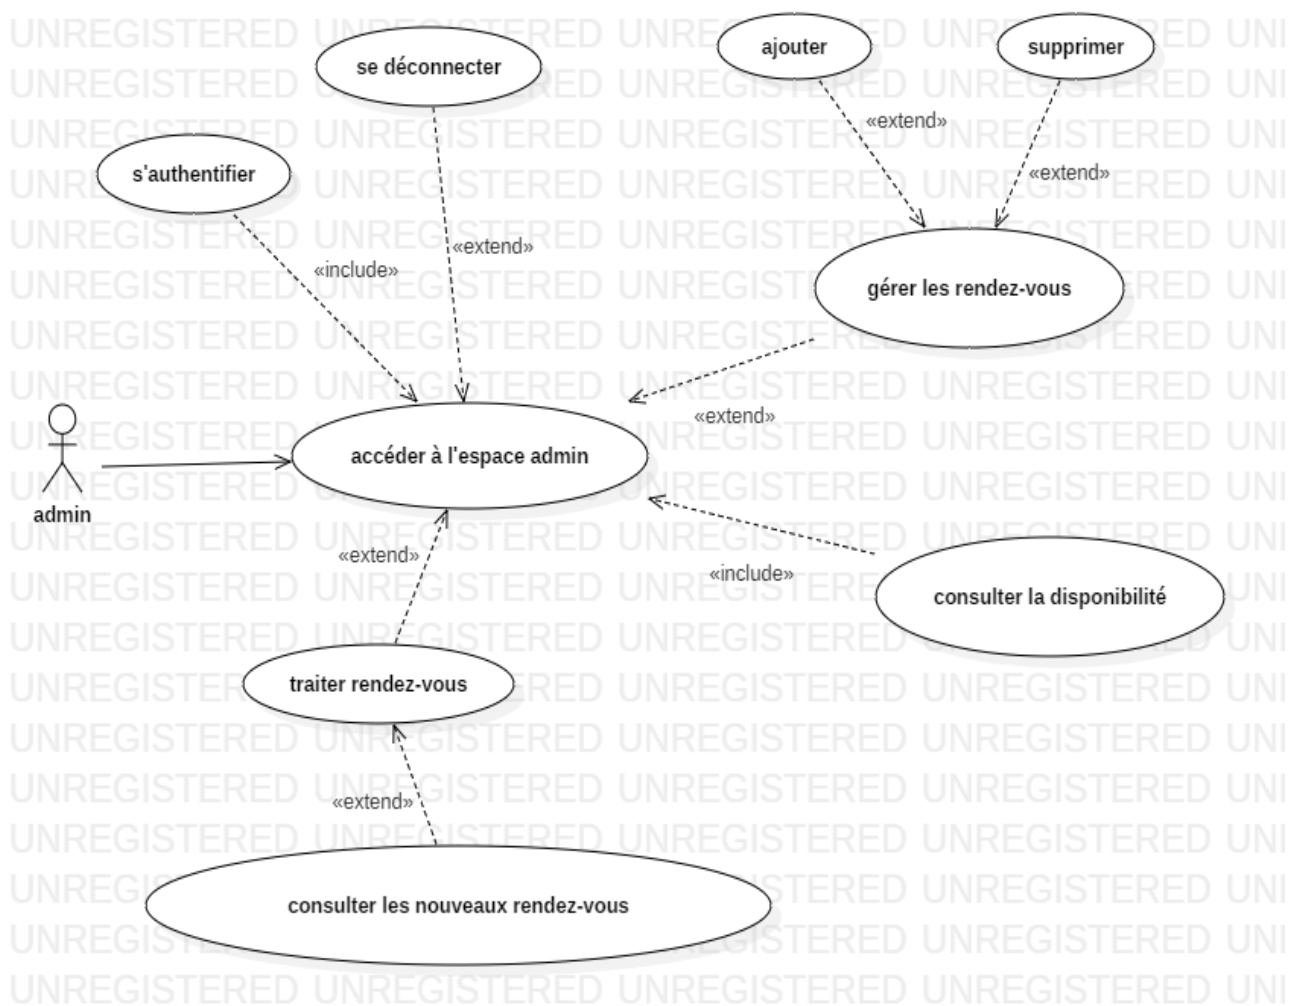 se déconnecter
ajouter
supprimer
«extend»
s'authentifier
«extend»
«extend»
«include»
gérer les rendez-vous
«extend»
accéder à l'espace admin
admin
«extend»
«include»
consulter la disponibilité
traiter rendez-vous
«extend»
consulter les nouveaux rendez-vous
UNREGISTERED